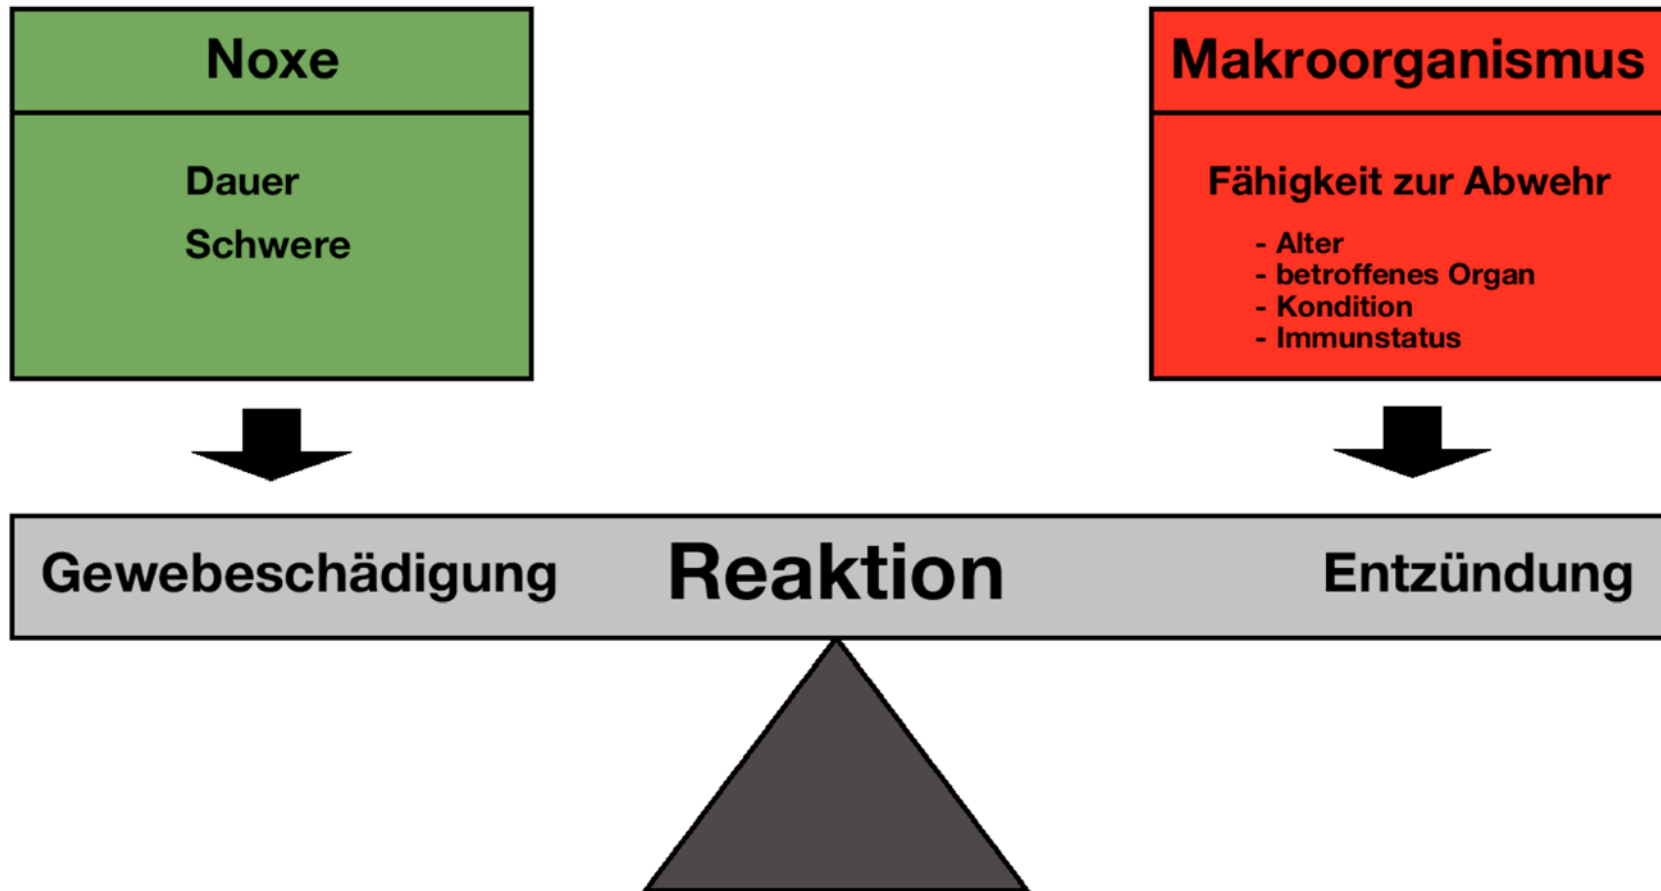 Noxe
Dauer
Schwere
Makroorganismus
Fähigkeit zur Abwehr
- Alter
- betroffenes Organ
- Kondition
- Immunstatus
Gewebeschädigung
Reaktion
Entzündung